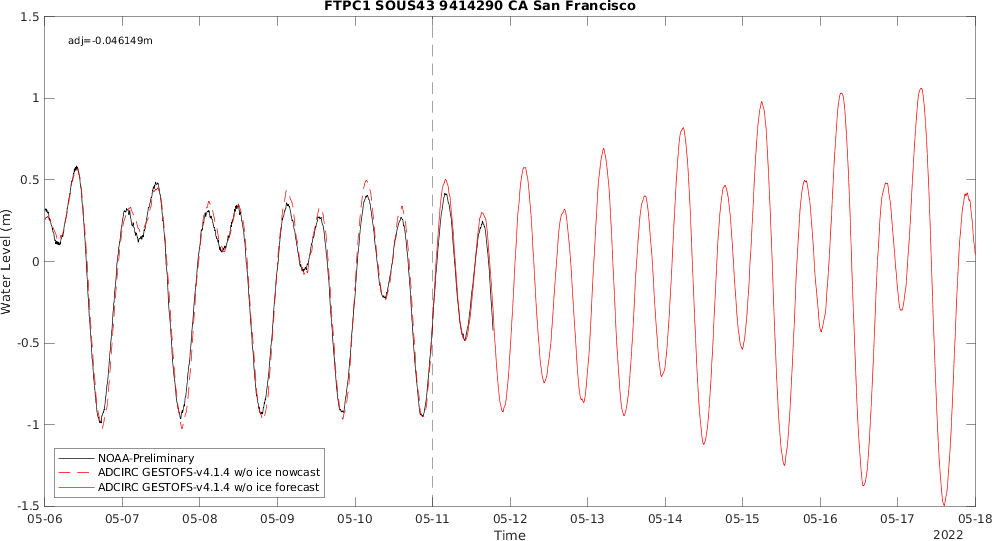 FTPC1 SOUS43 9414290 CA San Francisco
adj=-0.046149m
1.5
1
0.5
0
-0.5
-1
-1.5
Water Level (m)
NOAA-Preliminary
ADCIRC GESTOFS-v4.1.4 w/o ice nowcast
ADCIRC GESTOFS-v4.1.4 w/o ice forecast
05-06 05-07 05-08 05-09 05-10 05-11 05-12 05-13 05-14 05-15 05-16 05-17 05-18
Time
2022